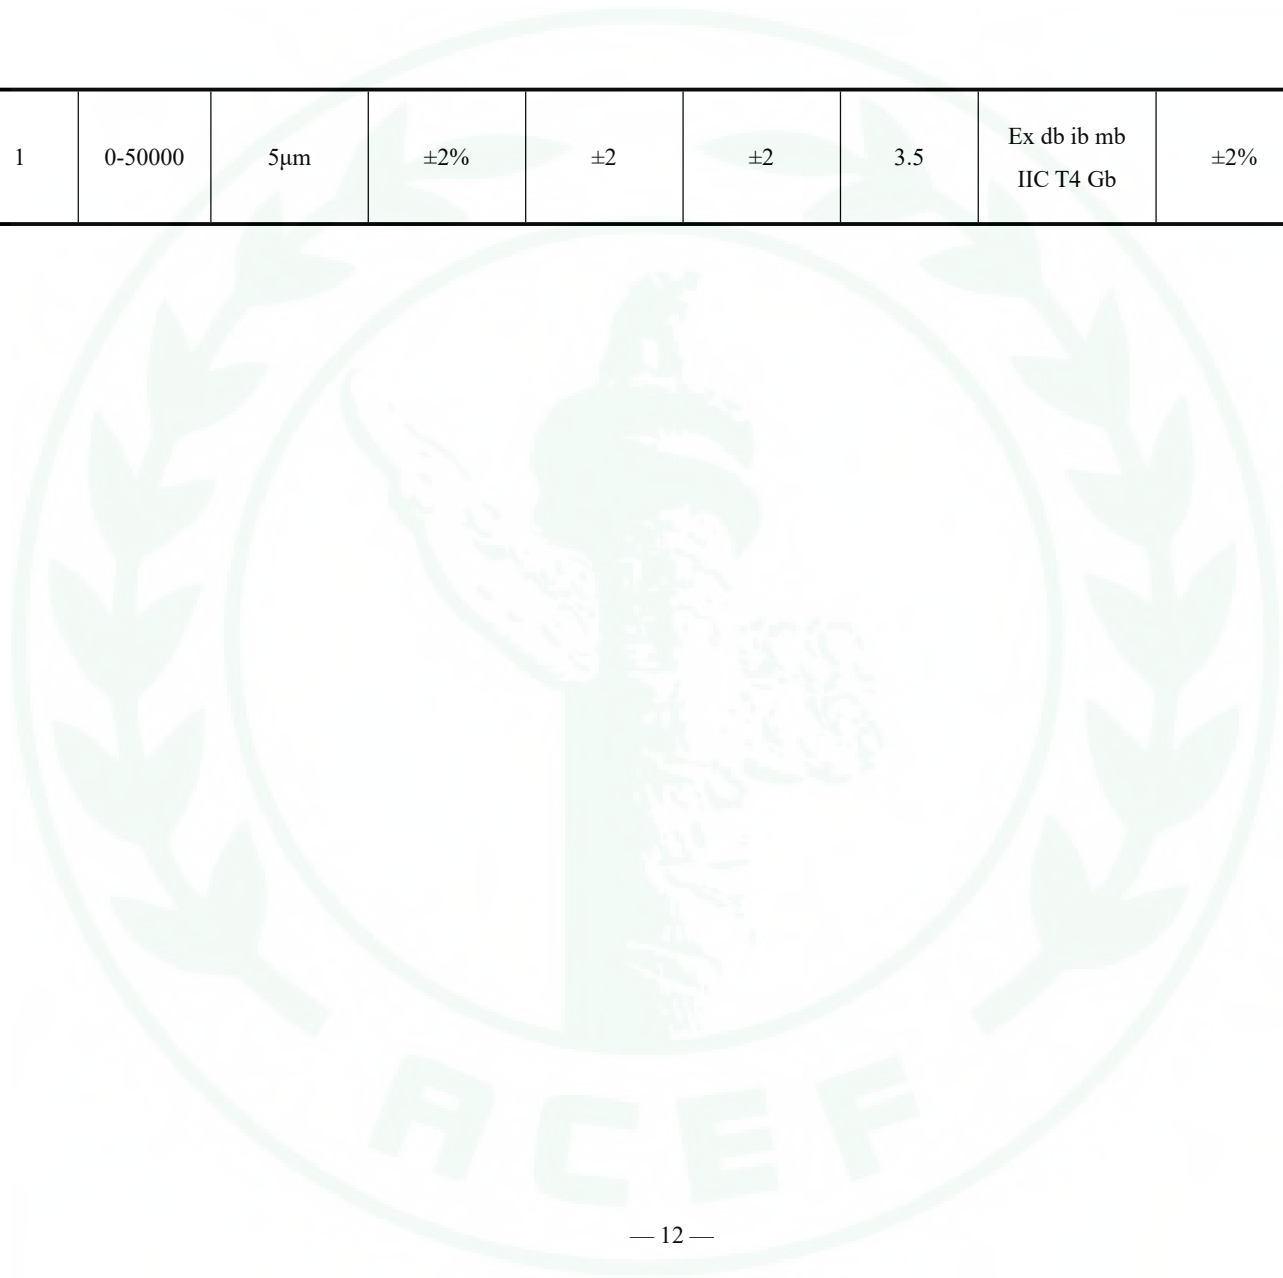 1 0-50000 5μm ±2% ±2 ±2 3.5 Ex db ib mb ±2%
IIC T4 Gb
ACEF
— 12 —